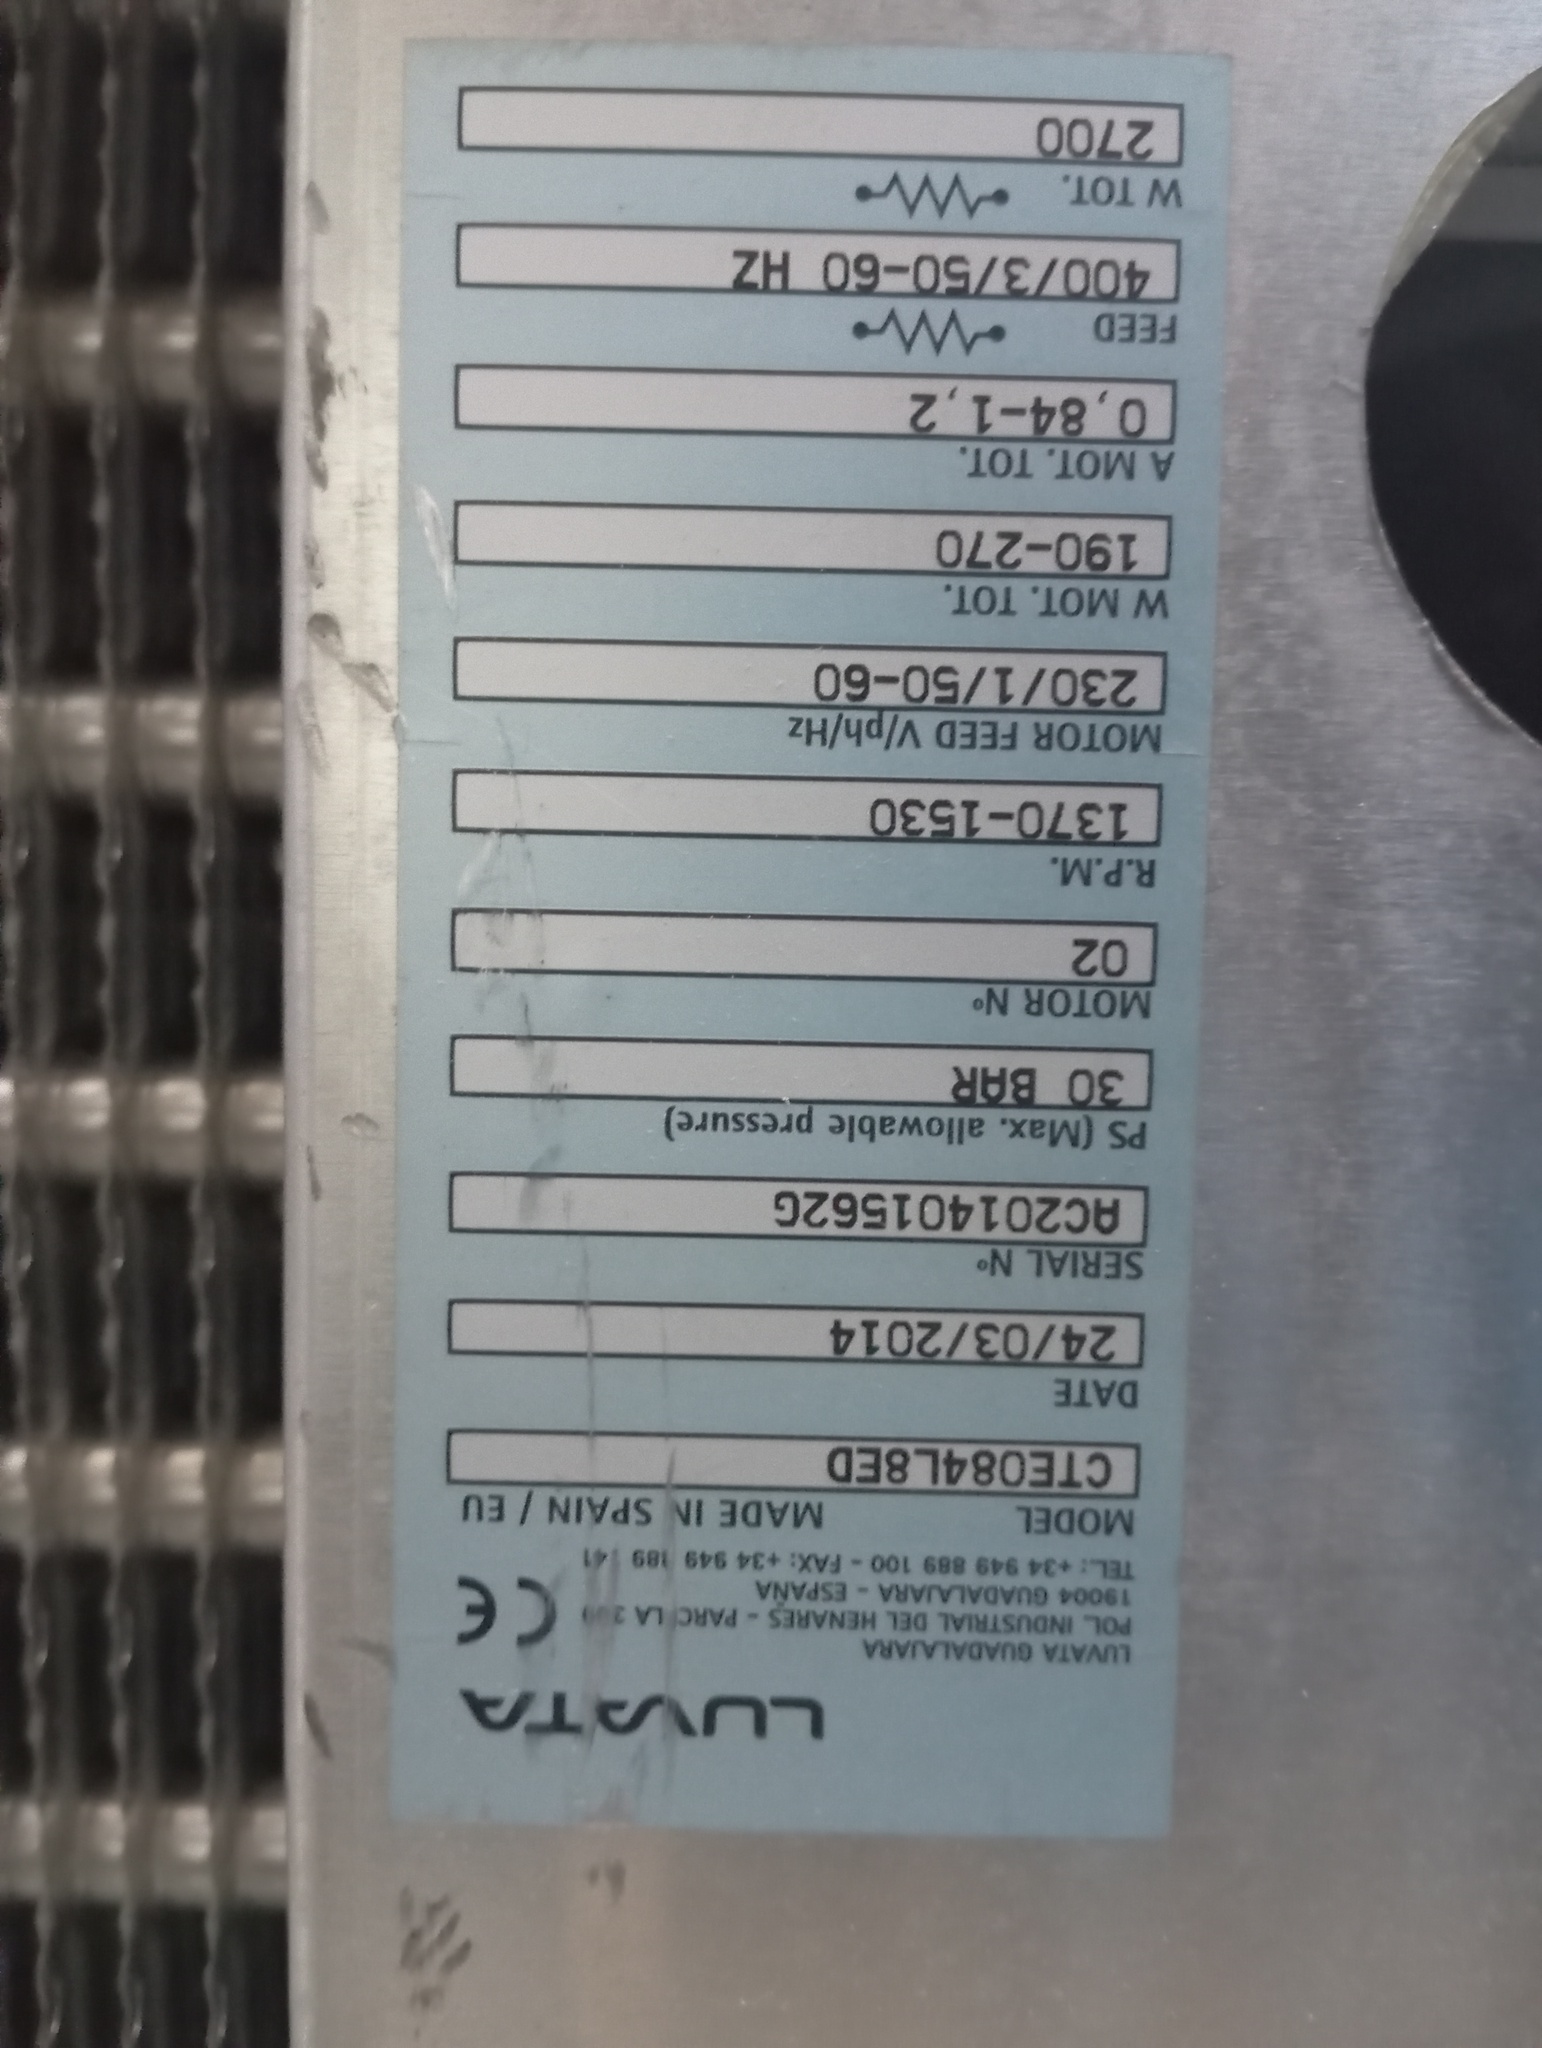 LUVATA
LUVATA GUADALAJARA
POL. INDUSTRIAL DEL HENARES - PARCELA
19004 GUADALAJARA - ESPAÑA
TEL.: +34 949 889 100 - FAX: +34 949
CE
MODEL MADE IN SPAIN / EU
CTE084L8ED
DATE
24/03/2014
SERIAL Nº
AC201401562G
PS (Max. allowable pressure)
30 BAR
MOTOR Nº
02
R.P.M.
1370-1530
MOTOR FEED V/ph/Hz
230/1/50-60
W MOT. TOT.
190-270
A MOT. TOT.
0,84-1,2
FEED
400/3/50-60 HZ
W TOT.
2700